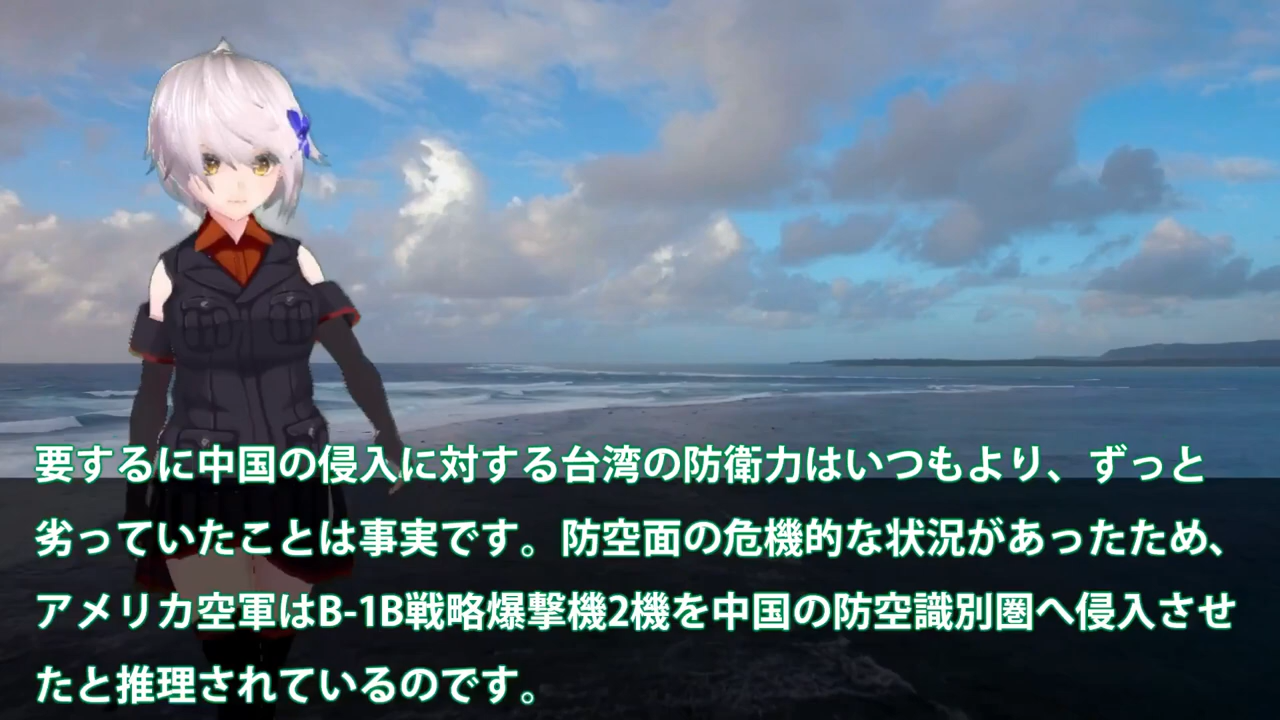 要するに中国の侵入に対する台湾の防衛力はいつもより、ずっと
劣っていたことは事実です。防空面の危機的な状況があったため、
アメリカ空軍はB-1B戦略爆撃機2機を中国の防空識別圏へ侵入させ
たと推理されているのです。